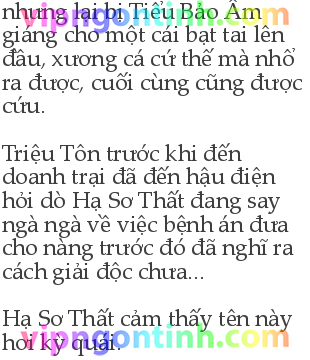 nhưng lại bị Tiểu Bảo Âm
giáng cho một cái bạt tai lên
đầu, xương cá cứ thế mà nhổ
ra được, cuối cùng cũng được
cứu.
Triệu Tôn trước khi đến
doanh trại đã đến hậu điện
hỏi dò Hạ Sơ Thất đang say
ngà ngà về việc bệnh án đưa
cho nàng trước đó đã nghĩ ra
cách giải độc chưa...
Hạ Sơ Thất cảm thấy tên này
hơi kỳ quái.
vipngontinh.com
vipngontinh.com